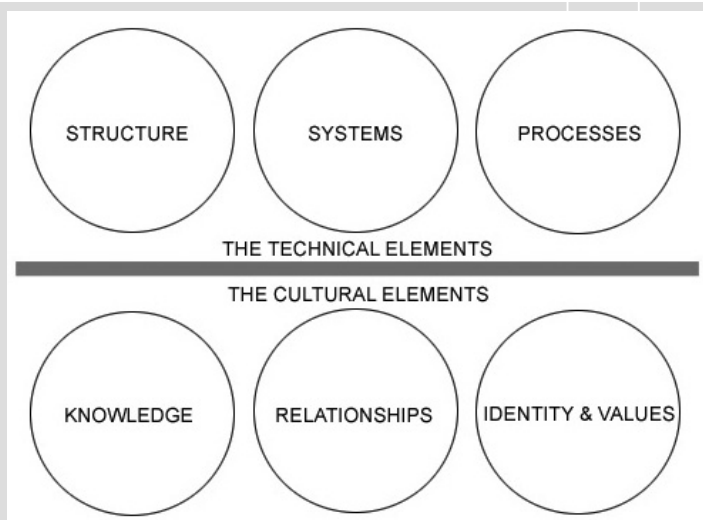 STRUCTURE
SYSTEMS
PROCESSES
THE TECHNICAL ELEMENTS
THE CULTURAL ELEMENTS
KNOWLEDGE
RELATIONSHIPS
IDENTITY & VALUES